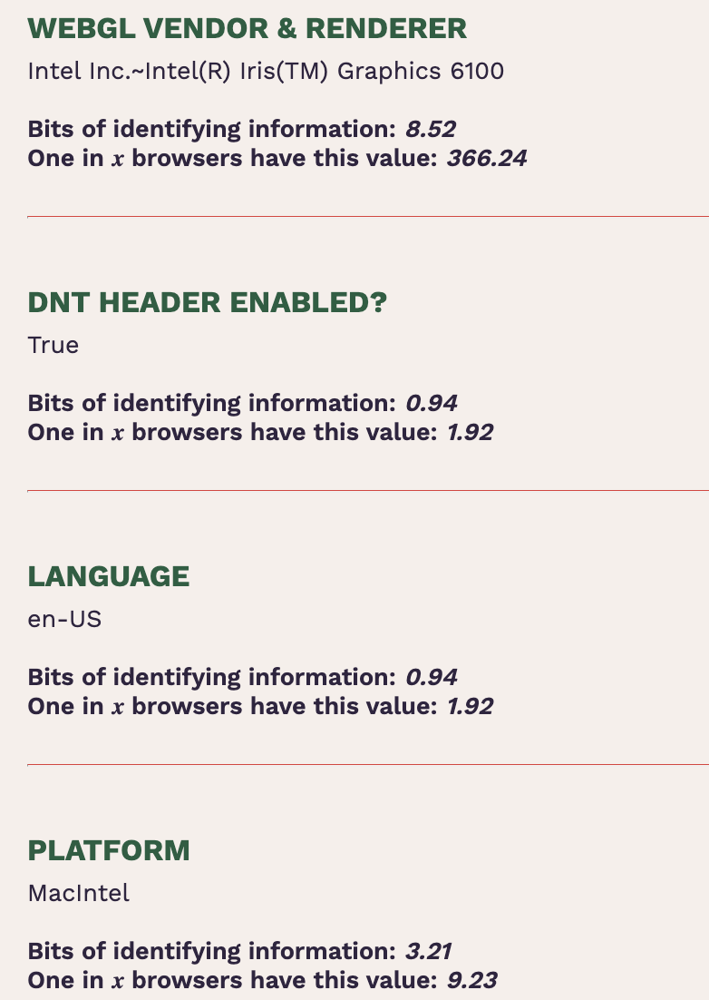 WEBGL VENDOR & RENDERER
Intel Inc.~Intel(R) Iris(TM) Graphics 6100
Bits of identifying information: 8.52
One in x browsers have this value: 366.24
DNT HEADER ENABLED?
True
Bits of identifying information: 0.94
One in x browsers have this value: 1.92
LANGUAGE
en-US
Bits of identifying information: 0.94
One in x browsers have this value: 1.92
PLATFORM
MacIntel
Bits of identifying information: 3.21
One in x browsers have this value: 9.23